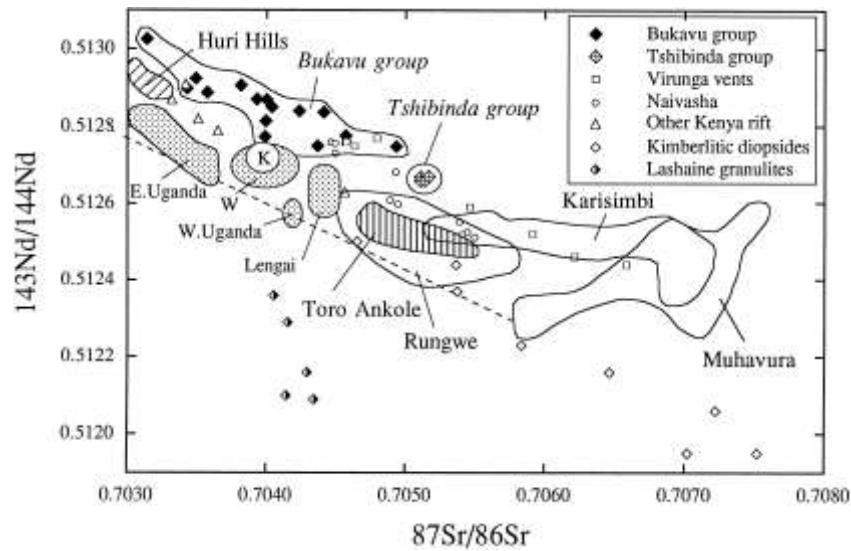 0.5130
0.5128
0.5126
0.5124
0.5122
0.5120
143Nd/144Nd
0.7030
0.7040
0.7050
0.7060
0.7070
0.7080
87Sr/86Sr
Huri Hills
Bukavu group
Tshibinda group
E.Uganda
K
W
W.Uganda
Lengai
Toro Ankole
Rungwe
Karisimbi
Muhavura
Bukavu group
Tshibinda group
Virunga vents
Naivasha
Other Kenya rift
Kimberlitic diopsides
Lashaine granulites